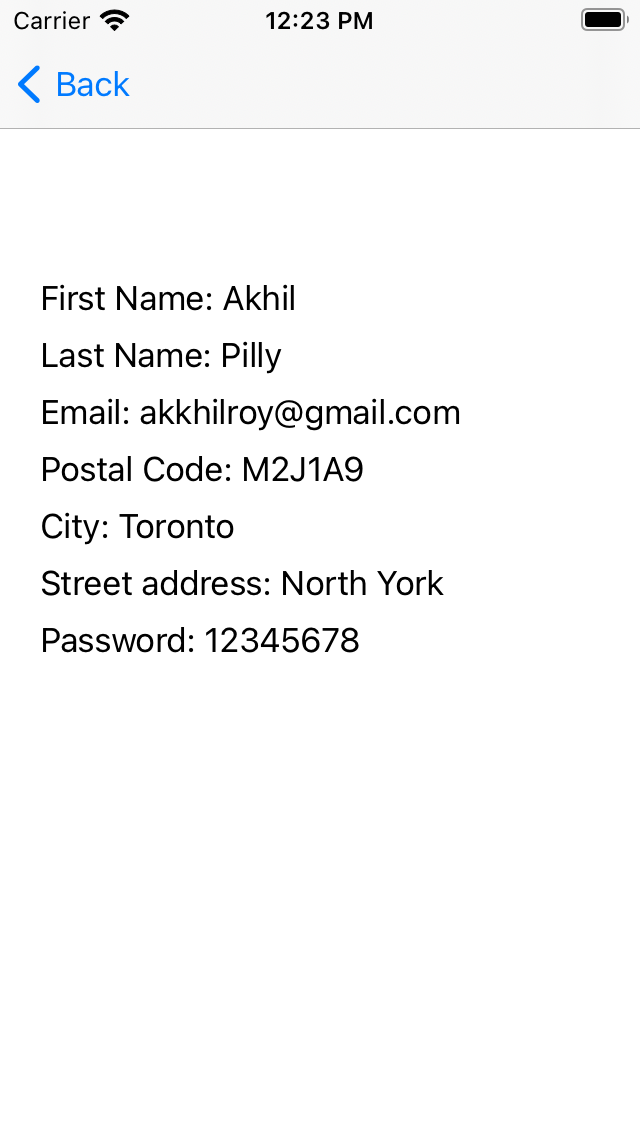 Carrier 12:23 PM
Back
First Name: Akhil
Last Name: Pilly
Email: akkhilroy@gmail.com
Postal Code: M2J1A9
City: Toronto
Street address: North York
Password: 12345678